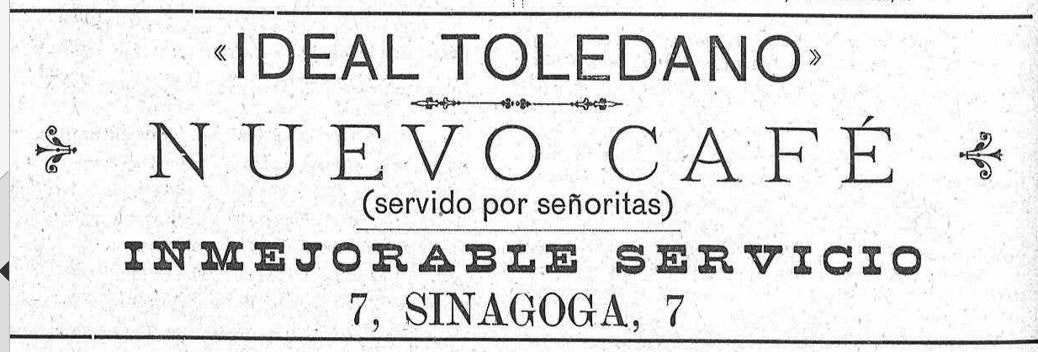 «IDEAL TOLEDANO»
NUEVO CAFÉ
(servido por señoritas)
INMEJORABLE SERVICIO
7, SINAGOGA, 7